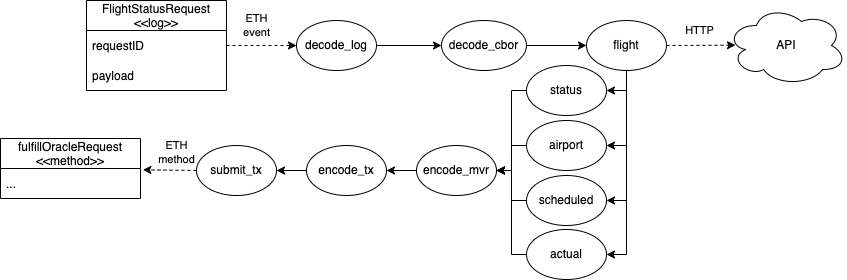 FlightStatusRequest
<<log>>
requestID
payload
ETH
event
decode_log
decode_cbor
flight
HTTP
API
status
airport
scheduled
actual
encode_mvr
encode_tx
submit_tx
ETH
method
fulfillOracleRequest
<<method>>
...